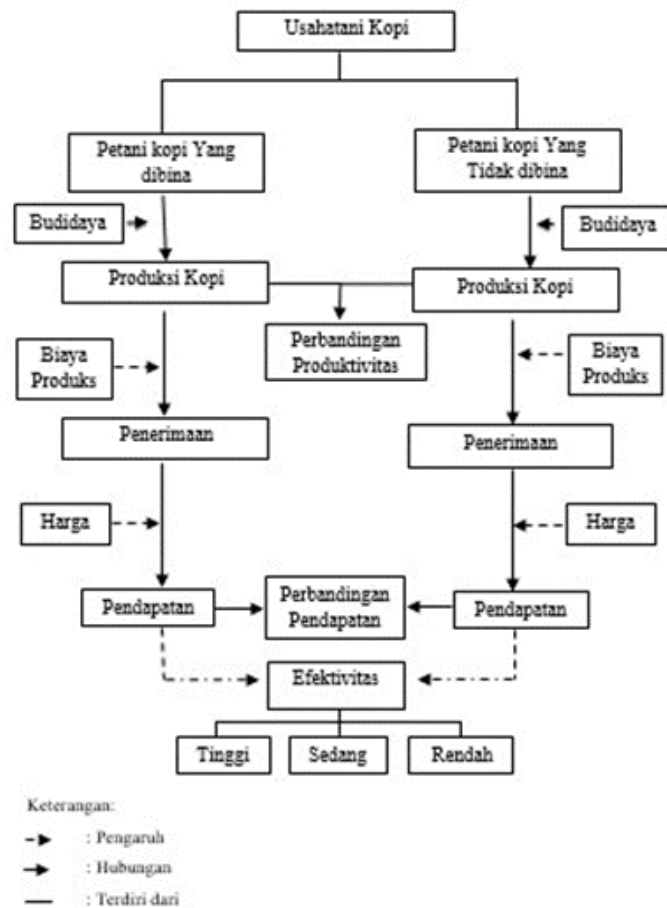 Usahatani Kopi
Petani kopi Yang
dibina
Petani kopi Yang
Tidak dibina
Budidaya
Budidaya
Produksi Kopi
Produksi Kopi
Perbandingan
Produktivitas
Biaya
Produks
Biaya
Produks
Penerimaan
Penerimaan
Harga
Harga
Pendapatan
Perbandingan
Pendapatan
Pendapatan
Efektivitas
Tinggi
Sedang
Rendah
Keterangan:
: Pengaruh
: Hubungan
: Terdiri dari